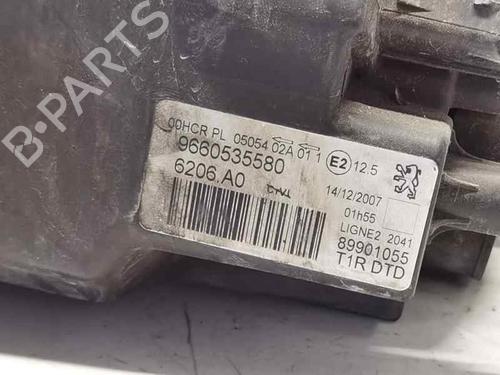 B-PARTS
00HCR PL 05054 02A 01 1 E2 12.5
9660535580
6206.A0
14/12/2007
01h55
LIGNE2 2041
89901055
T1R DTD